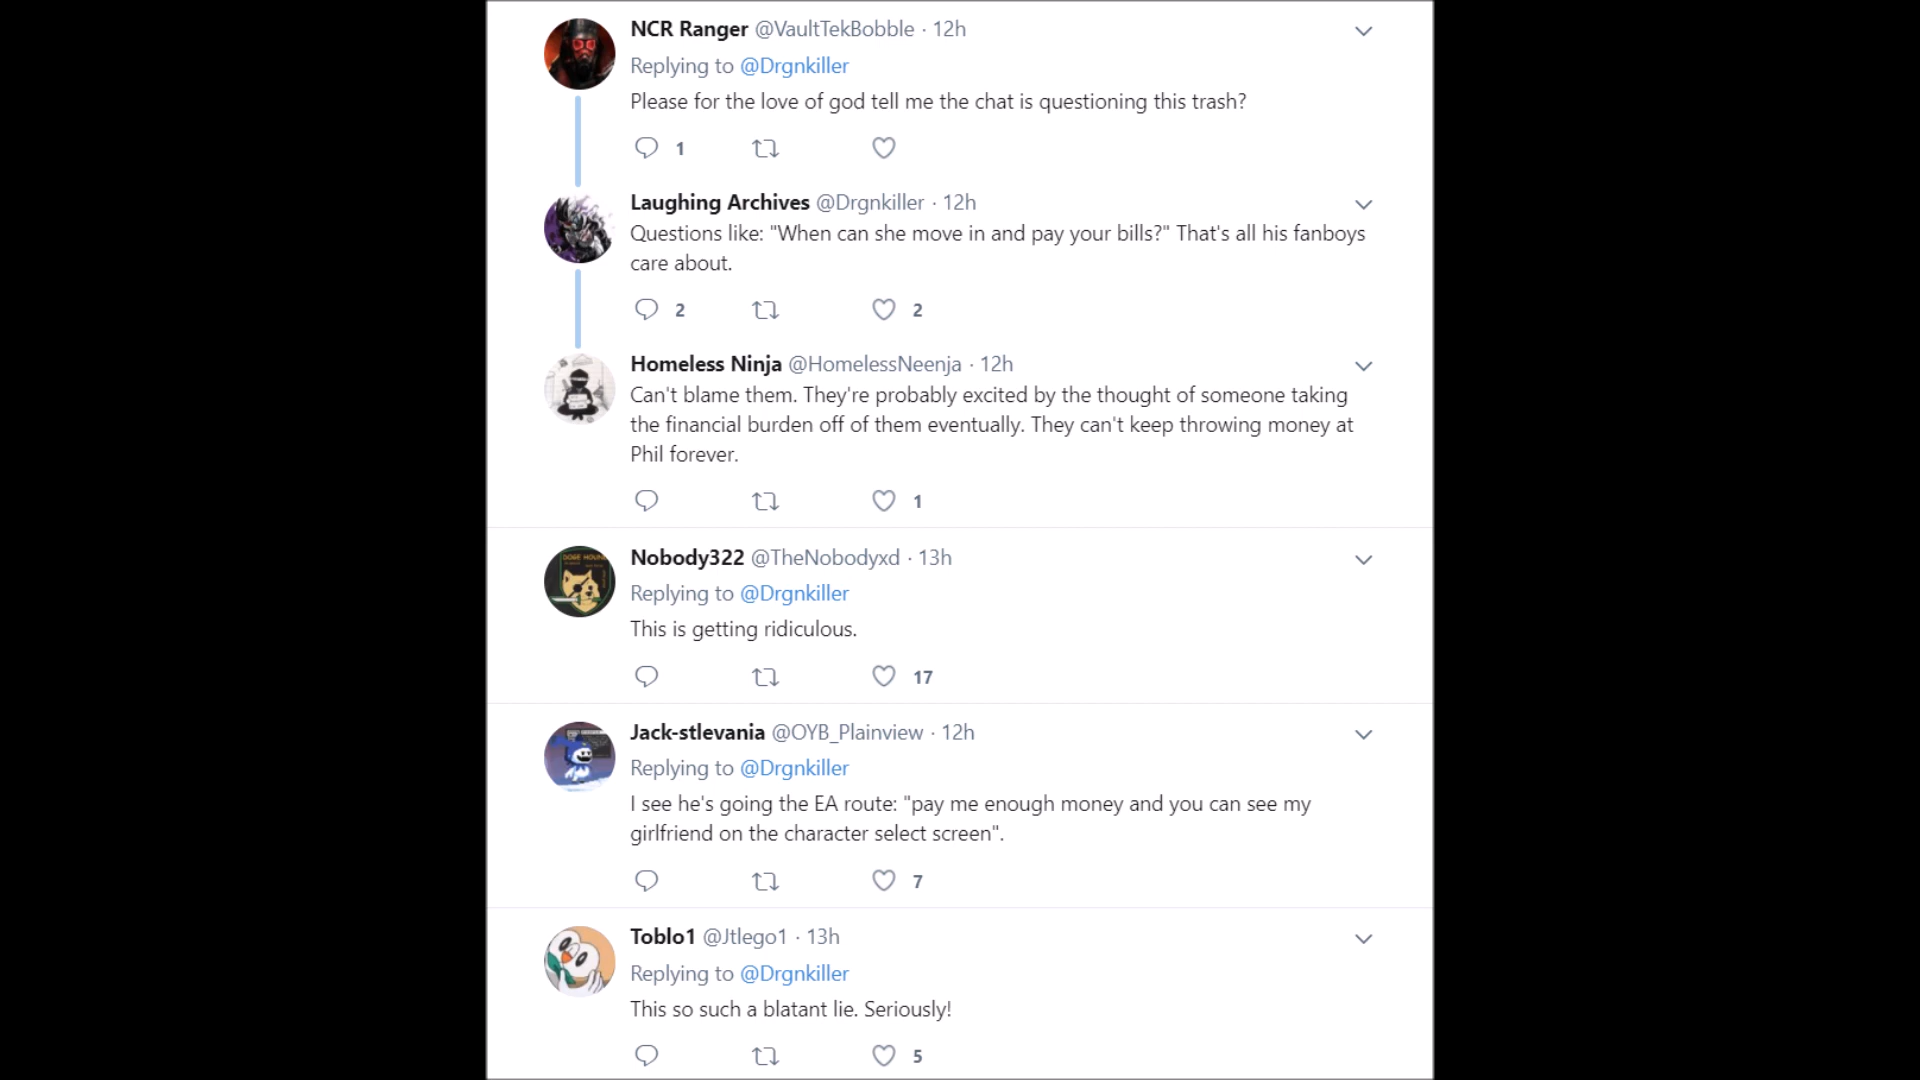 NCR Ranger @VaultTekBobble · 12h
Replying to @Drgnkiller
Please for the love of god tell me the chat is questioning this trash?
1
Laughing Archives @Drgnkiller · 12h
Questions like: "When can she move in and pay your bills?" That's all his fanboys
care about.
2 2
Homeless Ninja @HomelessNeenja · 12h
Can't blame them. They're probably excited by the thought of someone taking
the financial burden off of them eventually. They can't keep throwing money at
Phil forever.
1
Nobody322 @TheNobodyxd · 13h
Replying to @Drgnkiller
This is getting ridiculous.
17
Jack-stlevania @OYB_Plainview · 12h
Replying to @Drgnkiller
I see he's going the EA route: "pay me enough money and you can see my
girlfriend on the character select screen".
7
Toblo1 @Jtlego1 · 13h
Replying to @Drgnkiller
This so such a blatant lie. Seriously!
5